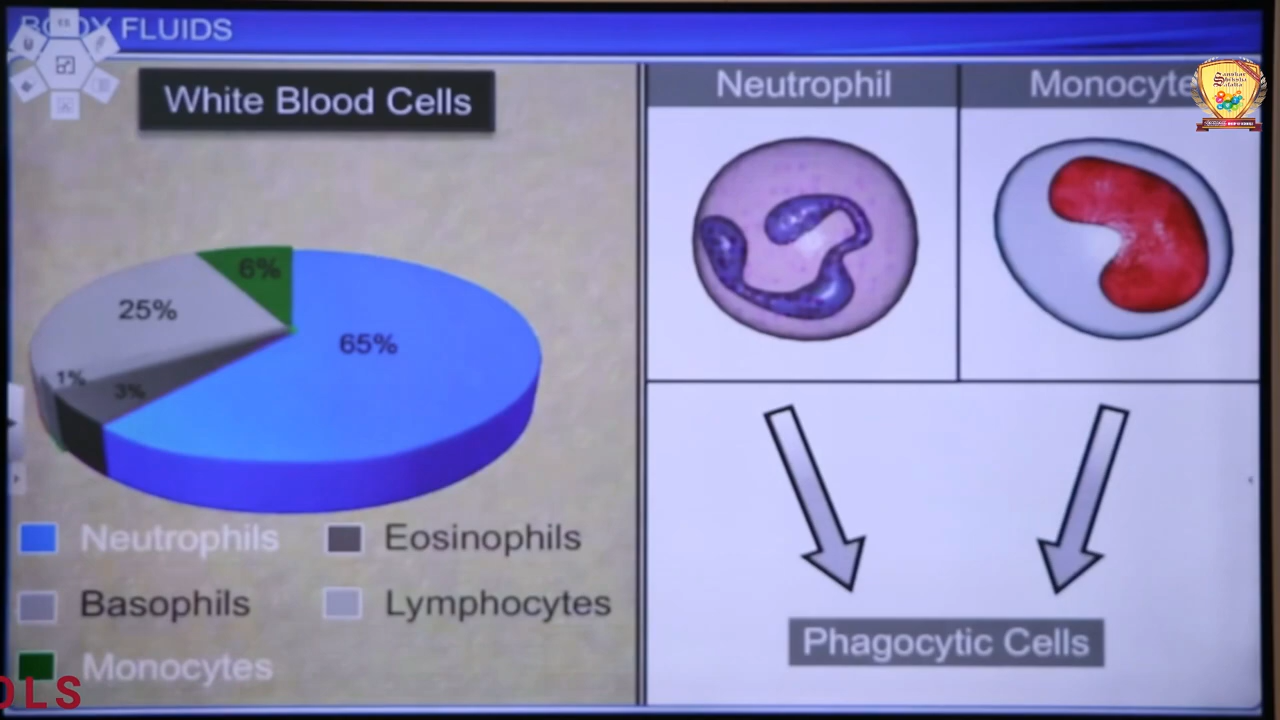 BODY FLUIDS
White Blood Cells
6%
25%
65%
1%
3%
Neutrophils
Eosinophils
Basophils
Lymphocytes
Monocytes
Neutrophil
Monocyte
Phagocytic Cells
OLS